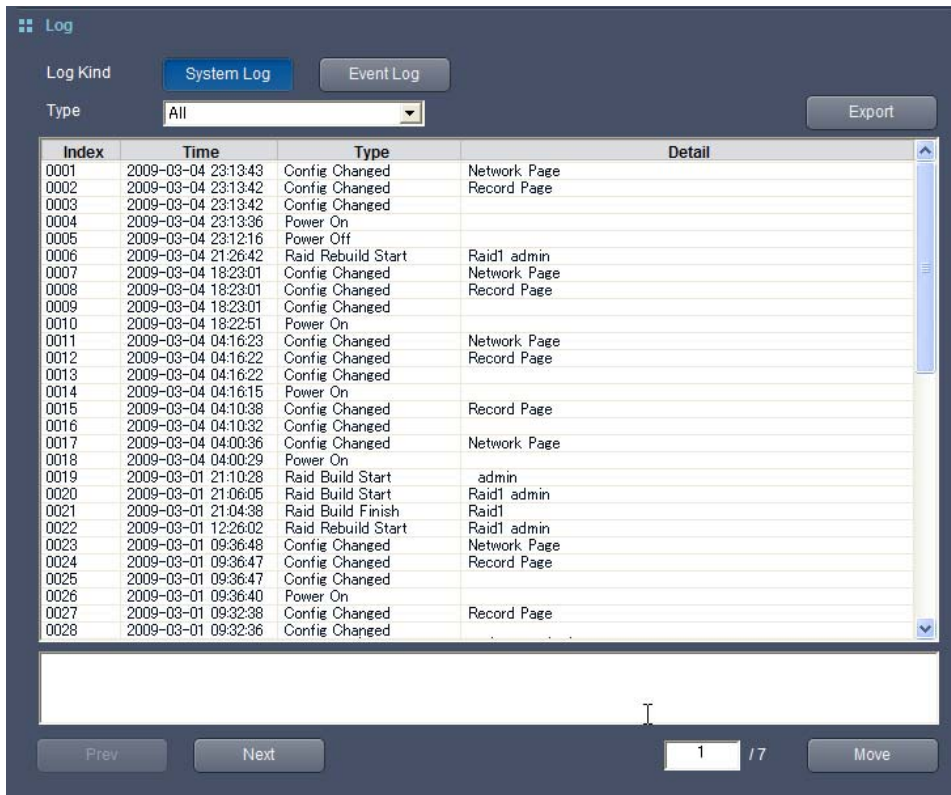 Log
Log Kind System Log Event Log
Type All Export
Index Time Type Detail
0001 2009-03-04 23:13:43 Config Changed Network Page
0002 2009-03-04 23:13:42 Record Page Config Changed
0003 2009-03-04 23:13:42 Config Changed
0004 2009-03-04 23:13:36 Power On
0005 2009-03-04 23:12:16 Power Off
0006 2009-03-04 21:26:42 Raid Rebuild Start Raid1 admin
0007 2009-03-04 18:23:01 Config Changed Network Page
0008 2009-03-04 18:23:01 Config Changed Record Page
0009 2009-03-04 18:23:01 Config Changed
0010 2009-03-04 18:22:51 Power On
0011 2009-03-04 04:16:23 Config Changed Network Page
0012 2009-03-04 04:16:22 Config Changed Record Page
0013 2009-03-04 04:16:22 Config Changed
0014 2009-03-04 04:16:15 Power On
0015 2009-03-04 04:10:38 Config Changed Record Page
0016 2009-03-04 04:10:32 Config Changed
0017 2009-03-04 04:00:36 Config Changed Network Page
0018 2009-03-04 04:00:29 Power On
0019 2009-03-01 21:10:28 Raid Build Start admin
0020 2009-03-01 21:06:05 Raid Build Start Raid1 admin
0021 2009-03-01 21:04:38 Raid Build Finish Raid1
0022 2009-03-01 12:26:02 Raid Rebuild Start Raid1 admin
0023 2009-03-01 09:36:48 Config Changed Network Page
0024 2009-03-01 09:36:47 Config Changed Record Page
0025 2009-03-01 09:36:47 Config Changed
0026 2009-03-01 09:36:40 Power On
0027 2009-03-01 09:32:38 Config Changed Record Page
0028 2009-03-01 09:32:36 Config Changed
Prev Next 1 / 7 Move